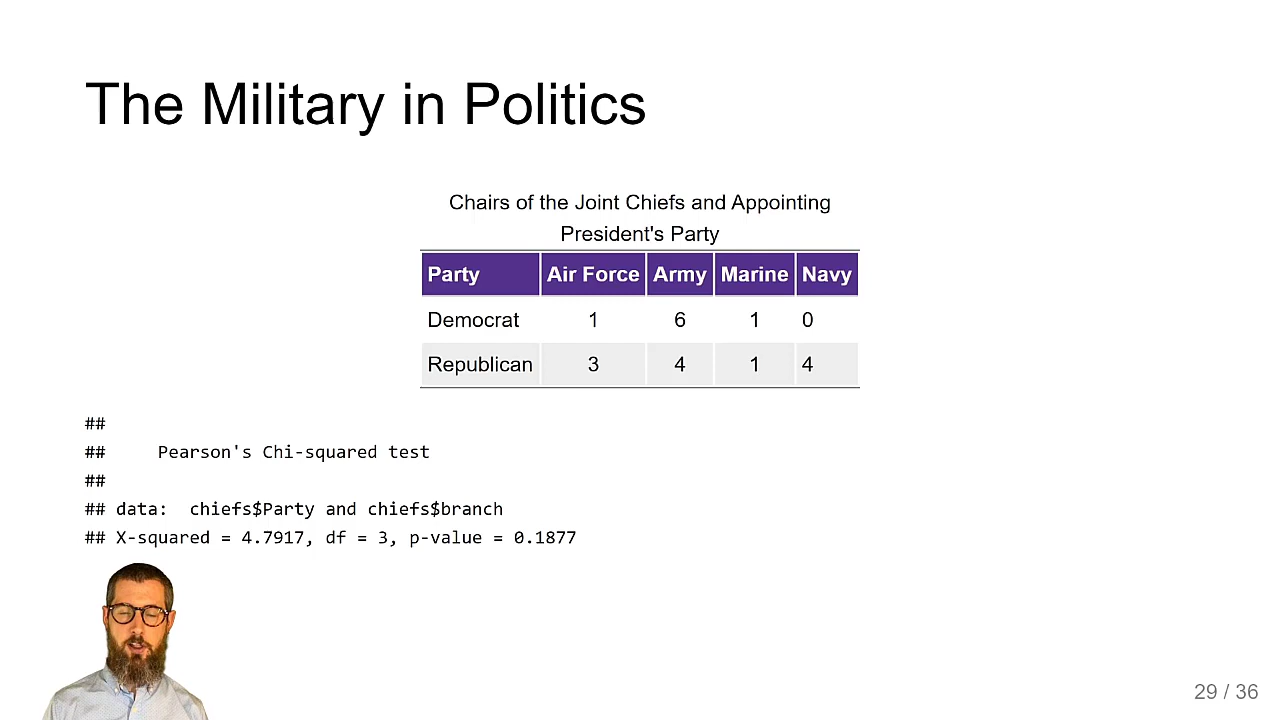 The Military in Politics
Chairs of the Joint Chiefs and Appointing
President's Party
Party Air Force Army Marine Navy
Democrat 1 6 1 0
Republican 3 4 1 4
##
## Pearson's Chi-squared test
##
## data: chiefs$Party and chiefs$branch
## X-squared = 4.7917, df = 3, p-value = 0.1877
29 / 36